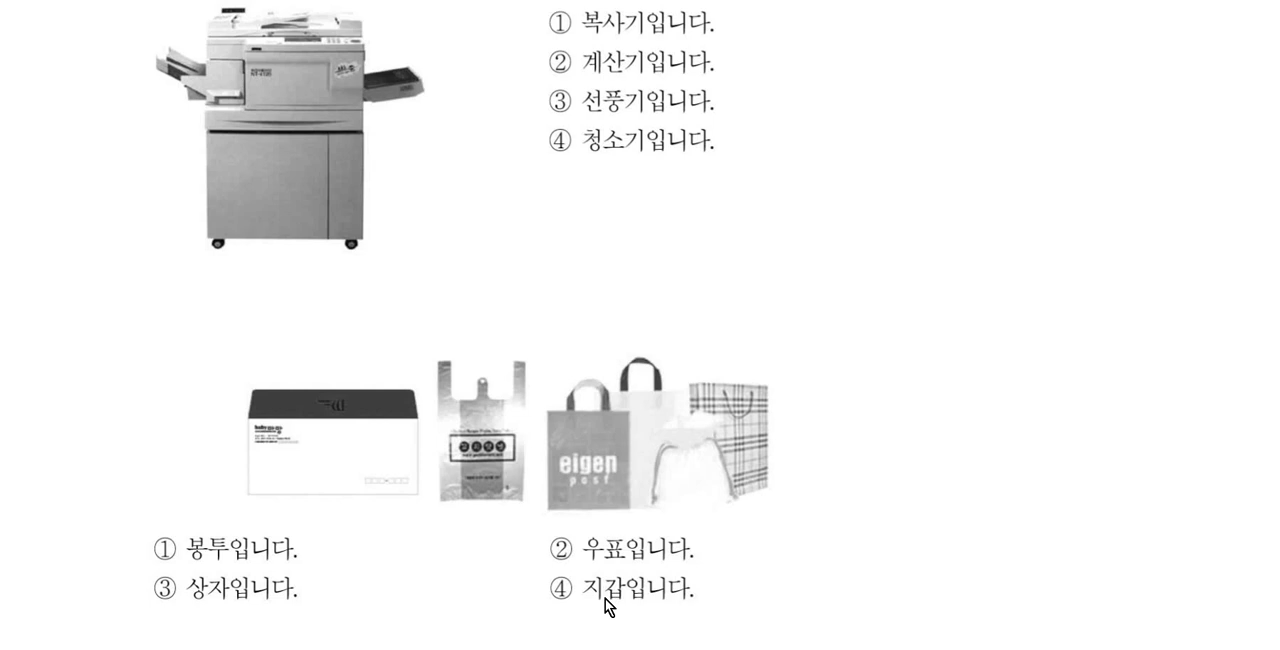 ① 복사기입니다.
② 계산기입니다.
③ 선풍기입니다.
④ 청소기입니다.
eigen
post
① 봉투입니다.
② 우표입니다.
③ 상자입니다.
④ 지갑입니다.